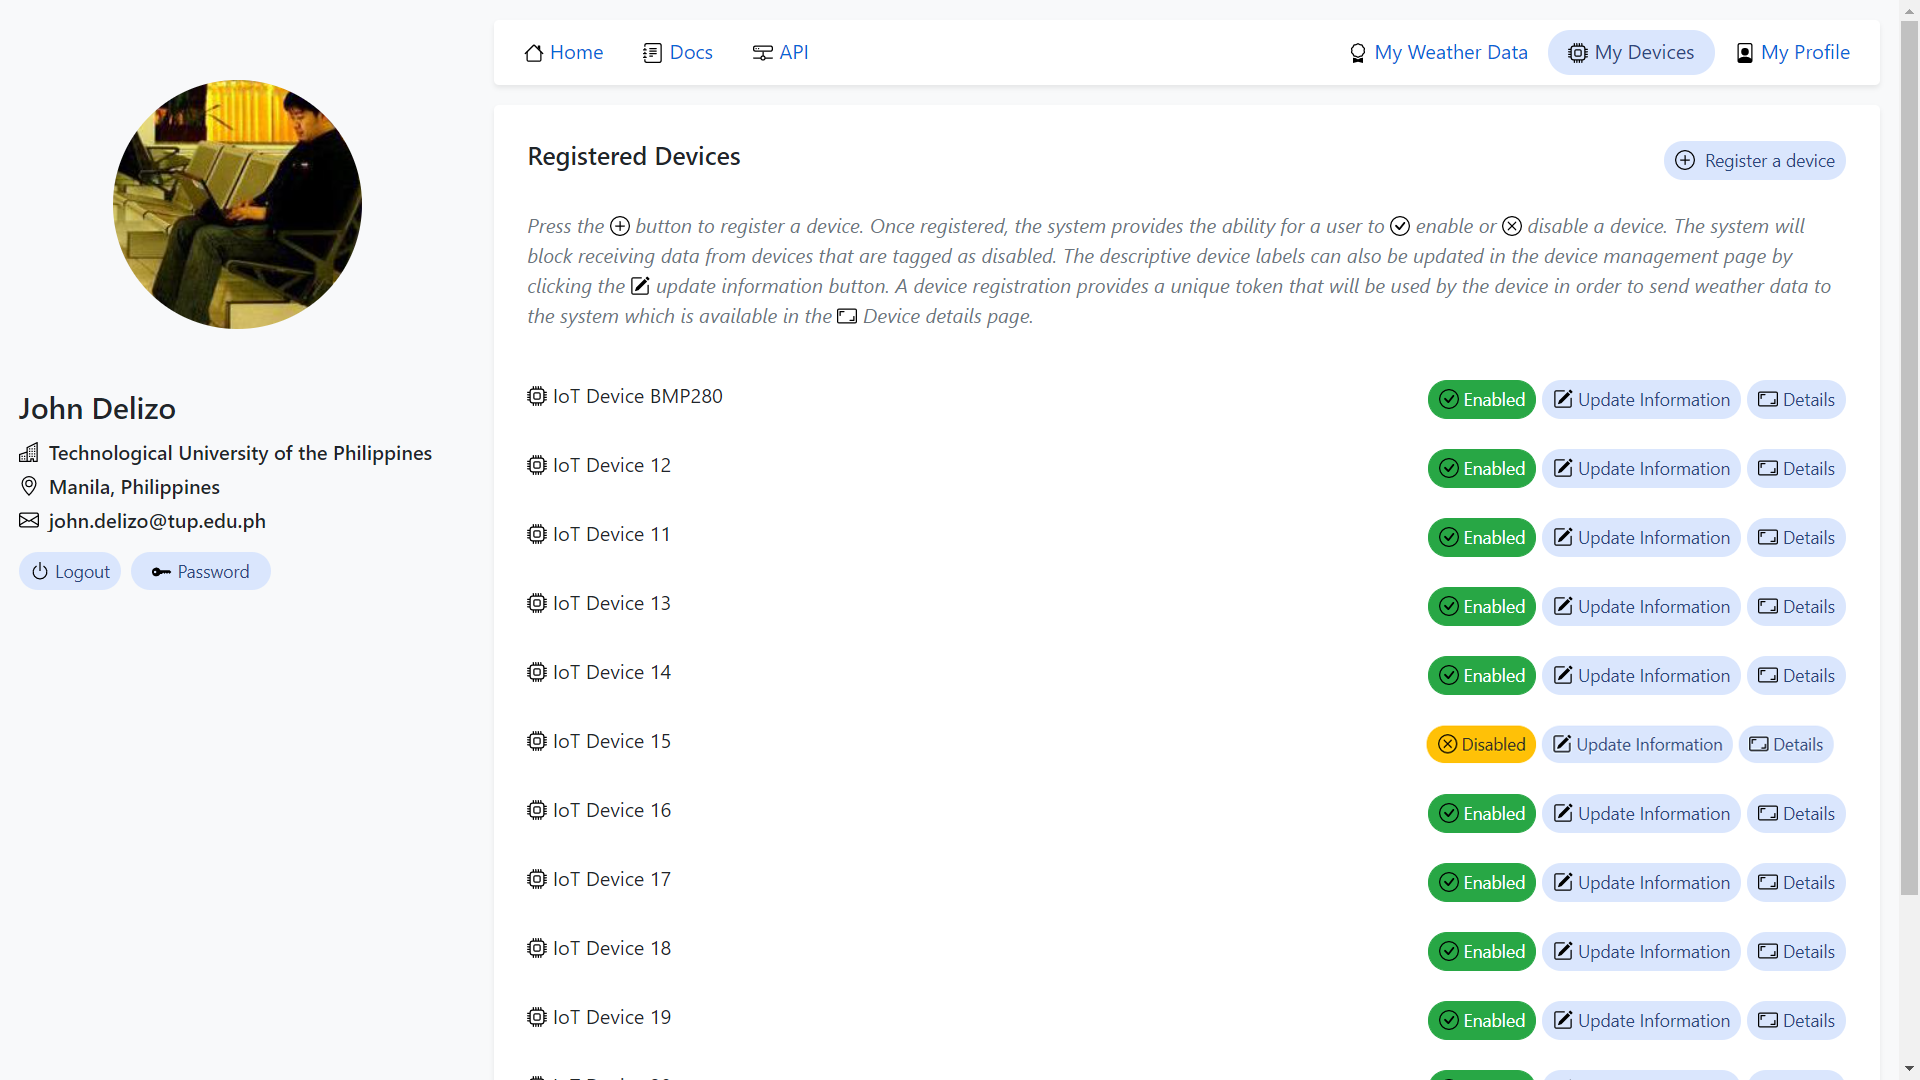 Home Docs API My Weather Data My Devices My Profile
Registered Devices
Register a device
Press the button to register a device. Once registered, the system provides the ability for a user to enable or disable a device. The system will
block receiving data from devices that are tagged as disabled. The descriptive device labels can also be updated in the device management page by
clicking the update information button. A device registration provides a unique token that will be used by the device in order to send weather data to
the system which is available in the Device details page.
John Delizo
Technological University of the Philippines
Manila, Philippines
john.delizo@tup.edu.ph
Logout Password
IoT Device BMP280 Enabled Update Information Details
IoT Device 12 Enabled Update Information Details
IoT Device 11 Enabled Update Information Details
IoT Device 13 Enabled Update Information Details
IoT Device 14 Enabled Update Information Details
IoT Device 15 Disabled Update Information Details
IoT Device 16 Enabled Update Information Details
IoT Device 17 Enabled Update Information Details
IoT Device 18 Enabled Update Information Details
IoT Device 19 Enabled Update Information Details